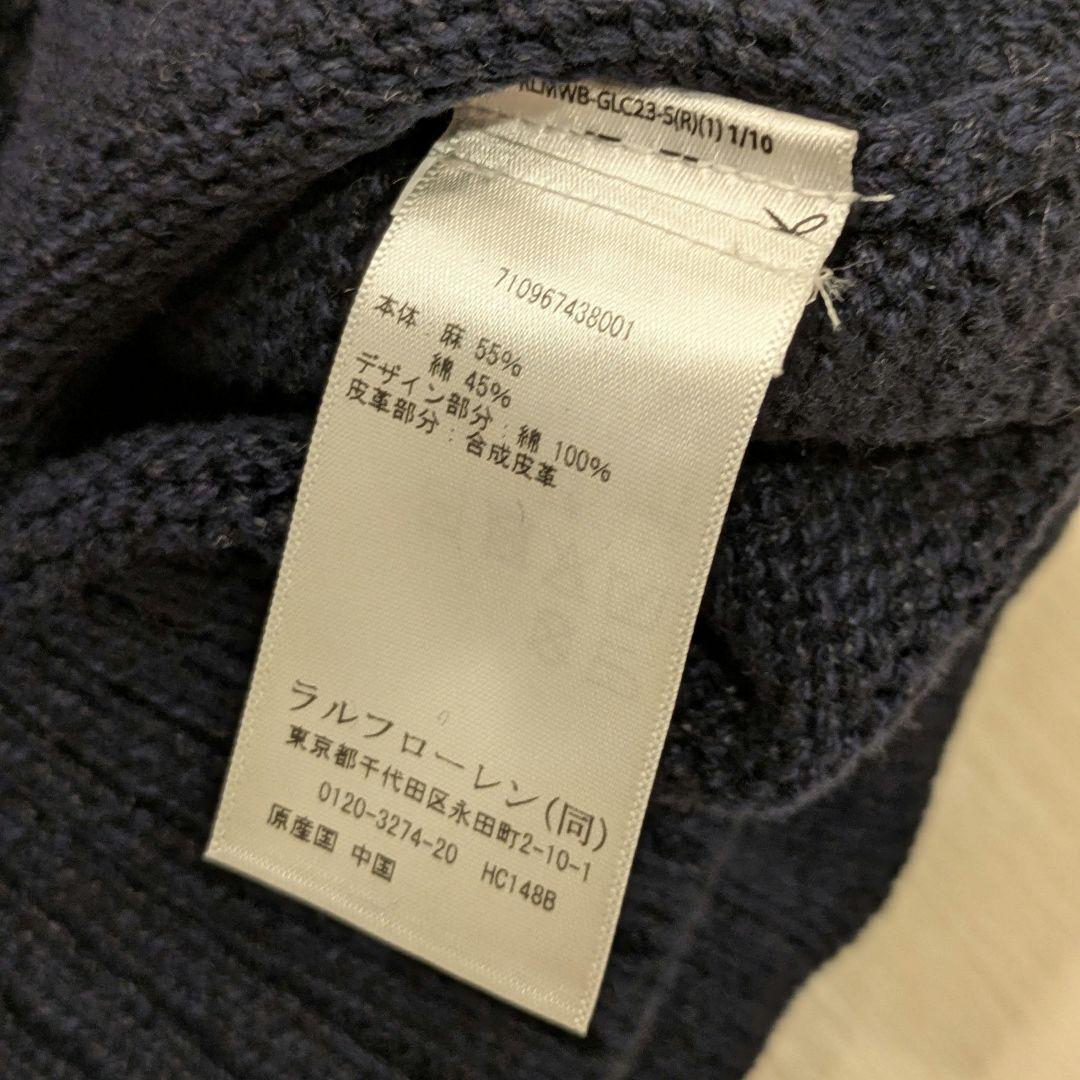 RLMWB-GLC23-5(R)(1) 1/10
710967438001
本体:麻 55%
綿 45%
デザイン部分:綿 100%
皮革部分:合成皮革
ラルフローレン(同)
東京都千代田区永田町2-10-1
0120-3274-20 HC148B
原産国 中国